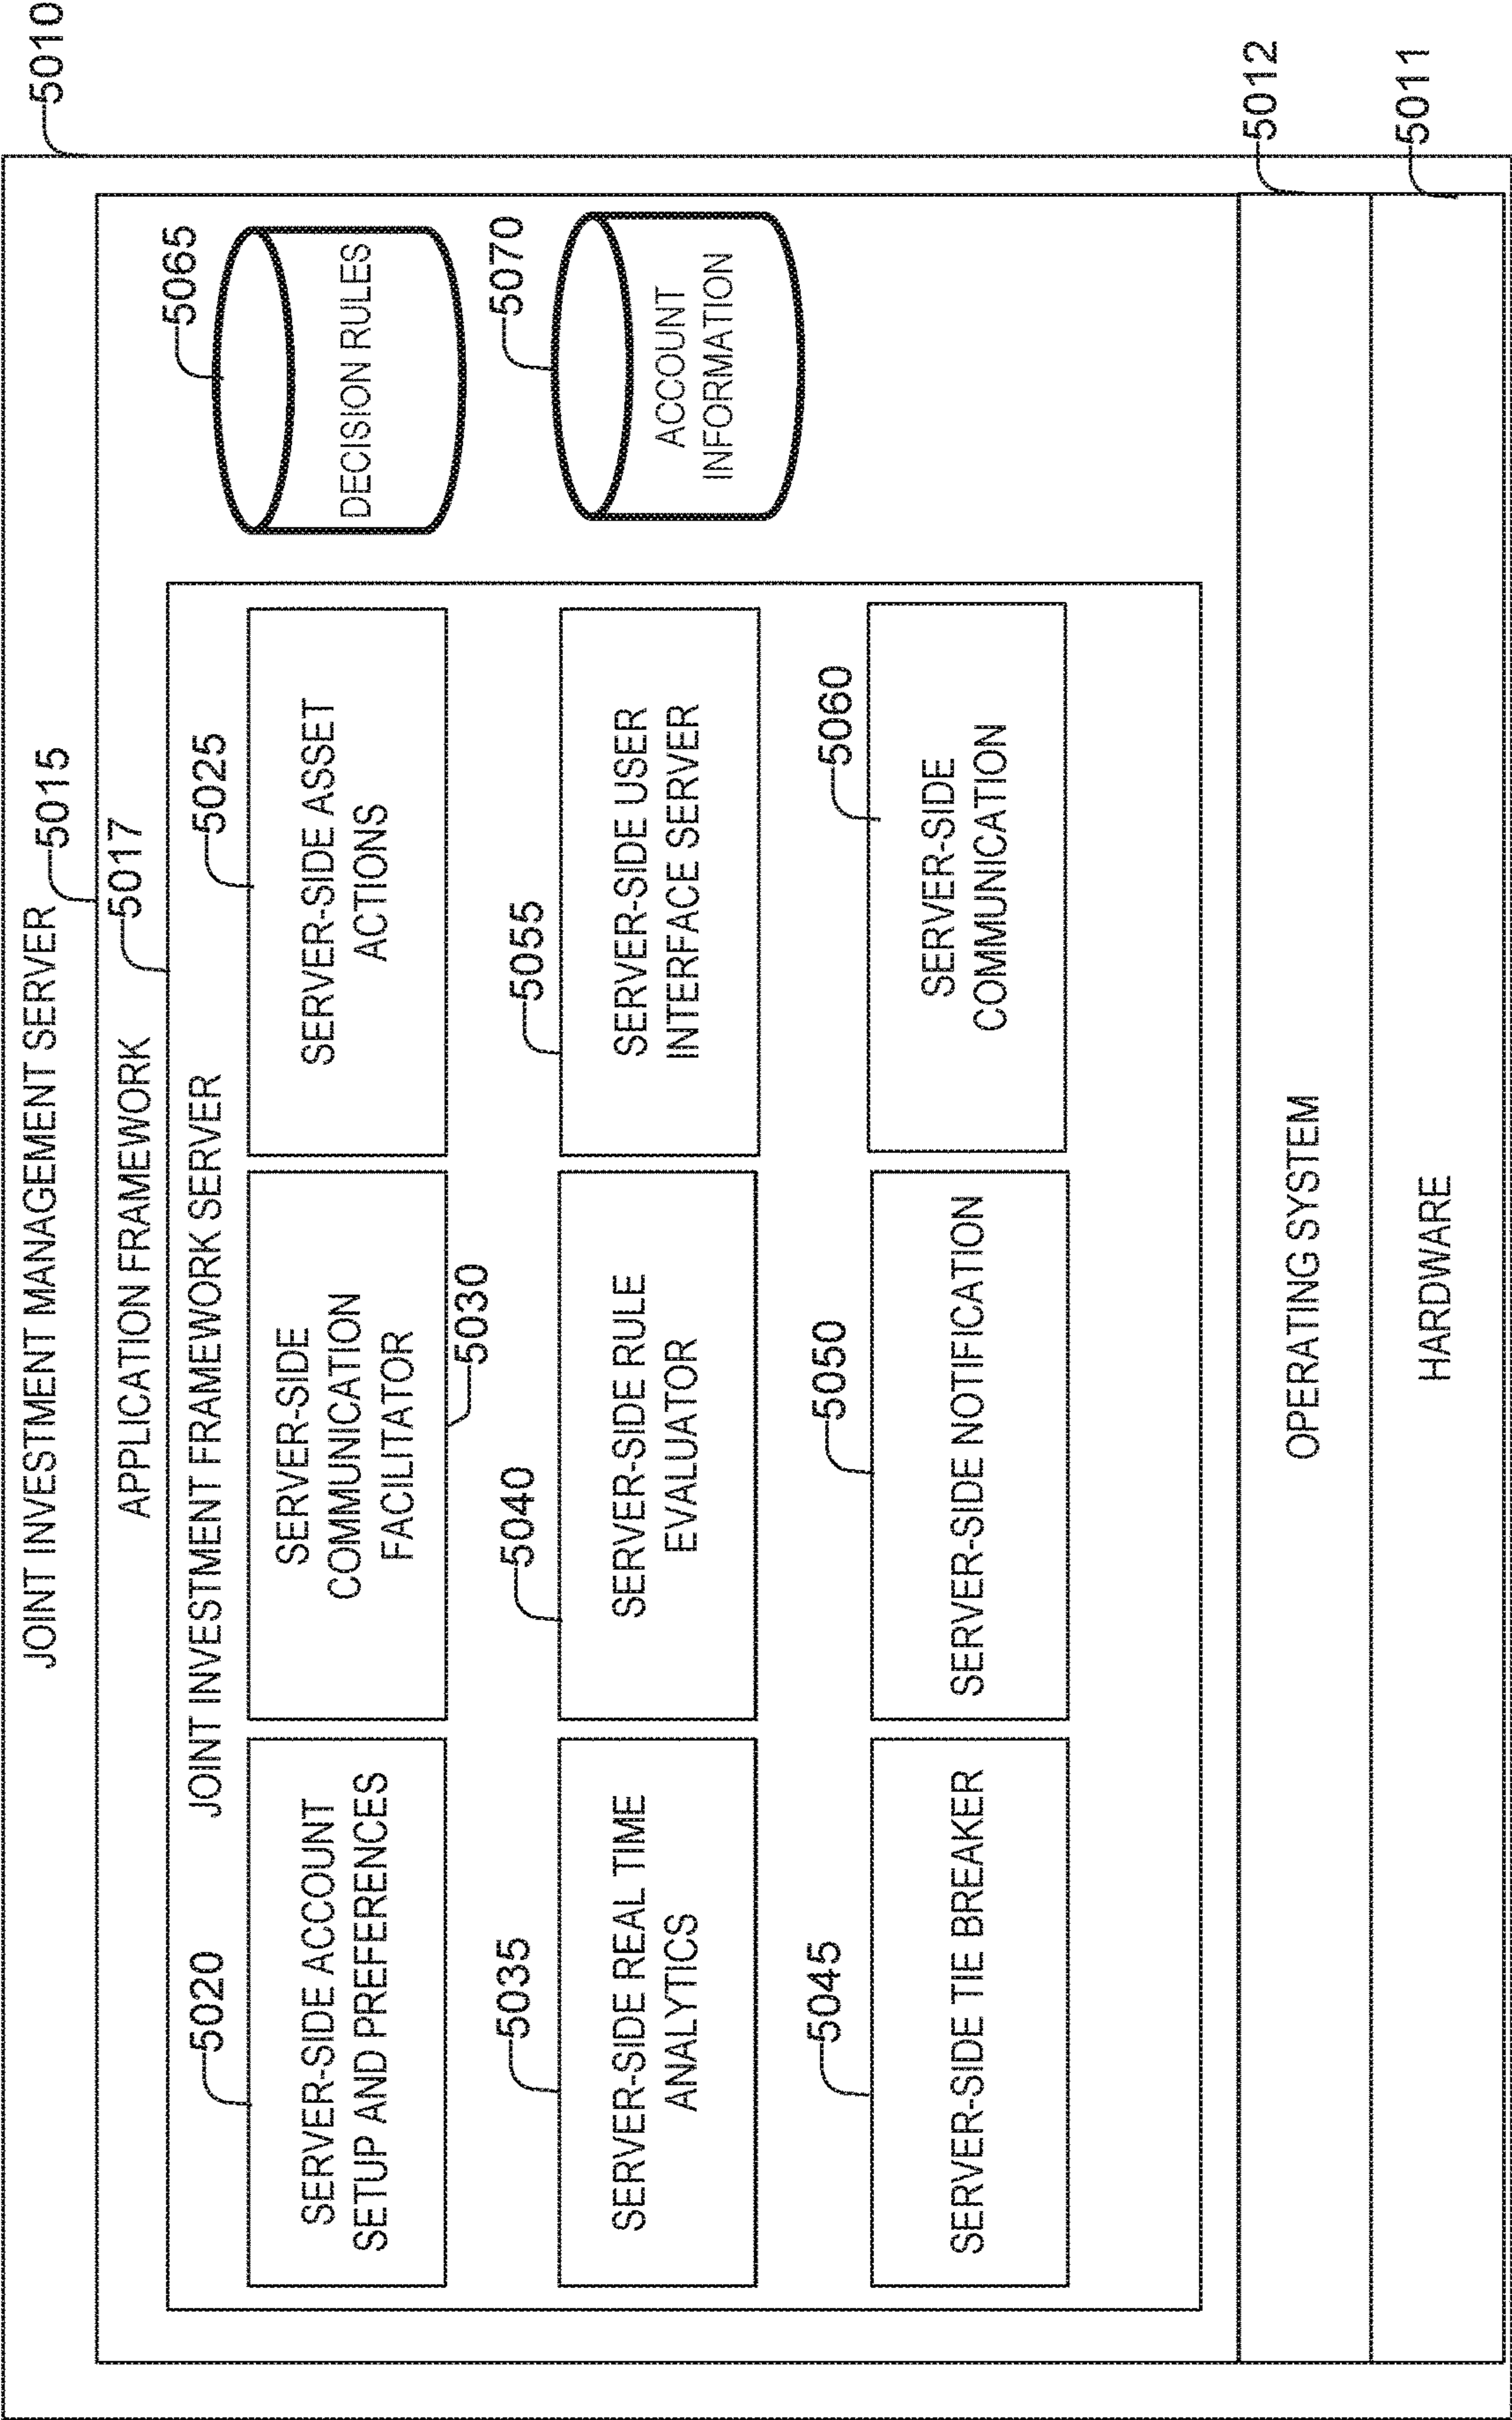 5010
JOINT INVESTMENT MANAGEMENT SERVER
5015
APPLICATION FRAMEWORK
5017
JOINT INVESTMENT FRAMEWORK SERVER
5020
SERVER-SIDE ACCOUNT
SETUP AND PREFERENCES
SERVER-SIDE
COMMUNICATION
FACILITATOR
5030
5025
SERVER-SIDE ASSET
ACTIONS
5065
DECISION RULES
5035
SERVER-SIDE REAL TIME
ANALYTICS
5040
SERVER-SIDE RULE
EVALUATOR
5055
SERVER-SIDE USER
INTERFACE SERVER
5070
ACCOUNT
INFORMATION
5045
SERVER-SIDE TIE BREAKER
5050
SERVER-SIDE NOTIFICATION
5060
SERVER-SIDE
COMMUNICATION
5012
OPERATING SYSTEM
5011
HARDWARE